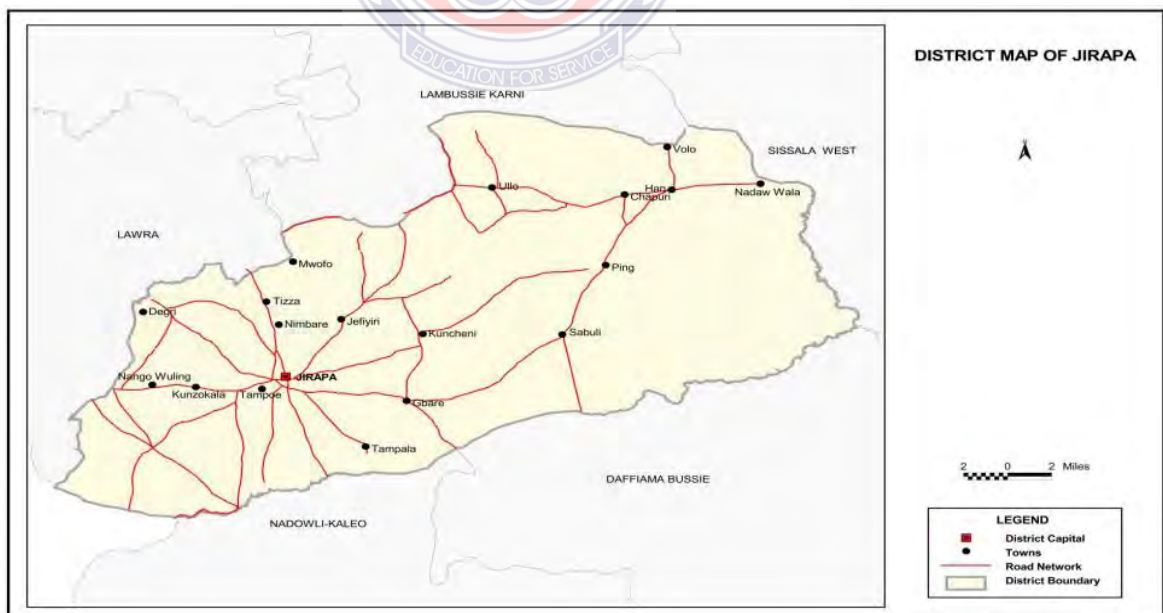 EDUCATION FOR SERVICE
DISTRICT MAP OF JIRAPA
LAMBUSSIE KARNI
SISSALA WEST
Volo
Ullo
Han
Chapuri
Nadaw Wala
LAWRA
Mwofo
Ping
Tizza
Degri
Nimbare
Jefiyiri
Kuncheni
Sabuli
JIRAPA
Nango Wuling
Kunzokala
Tampoe
Gbare
Tampala
DAFFIAMA BUSSIE
NADOWLI-KALEO
2 0 2 Miles
LEGEND
District Capital
Towns
Road Network
District Boundary